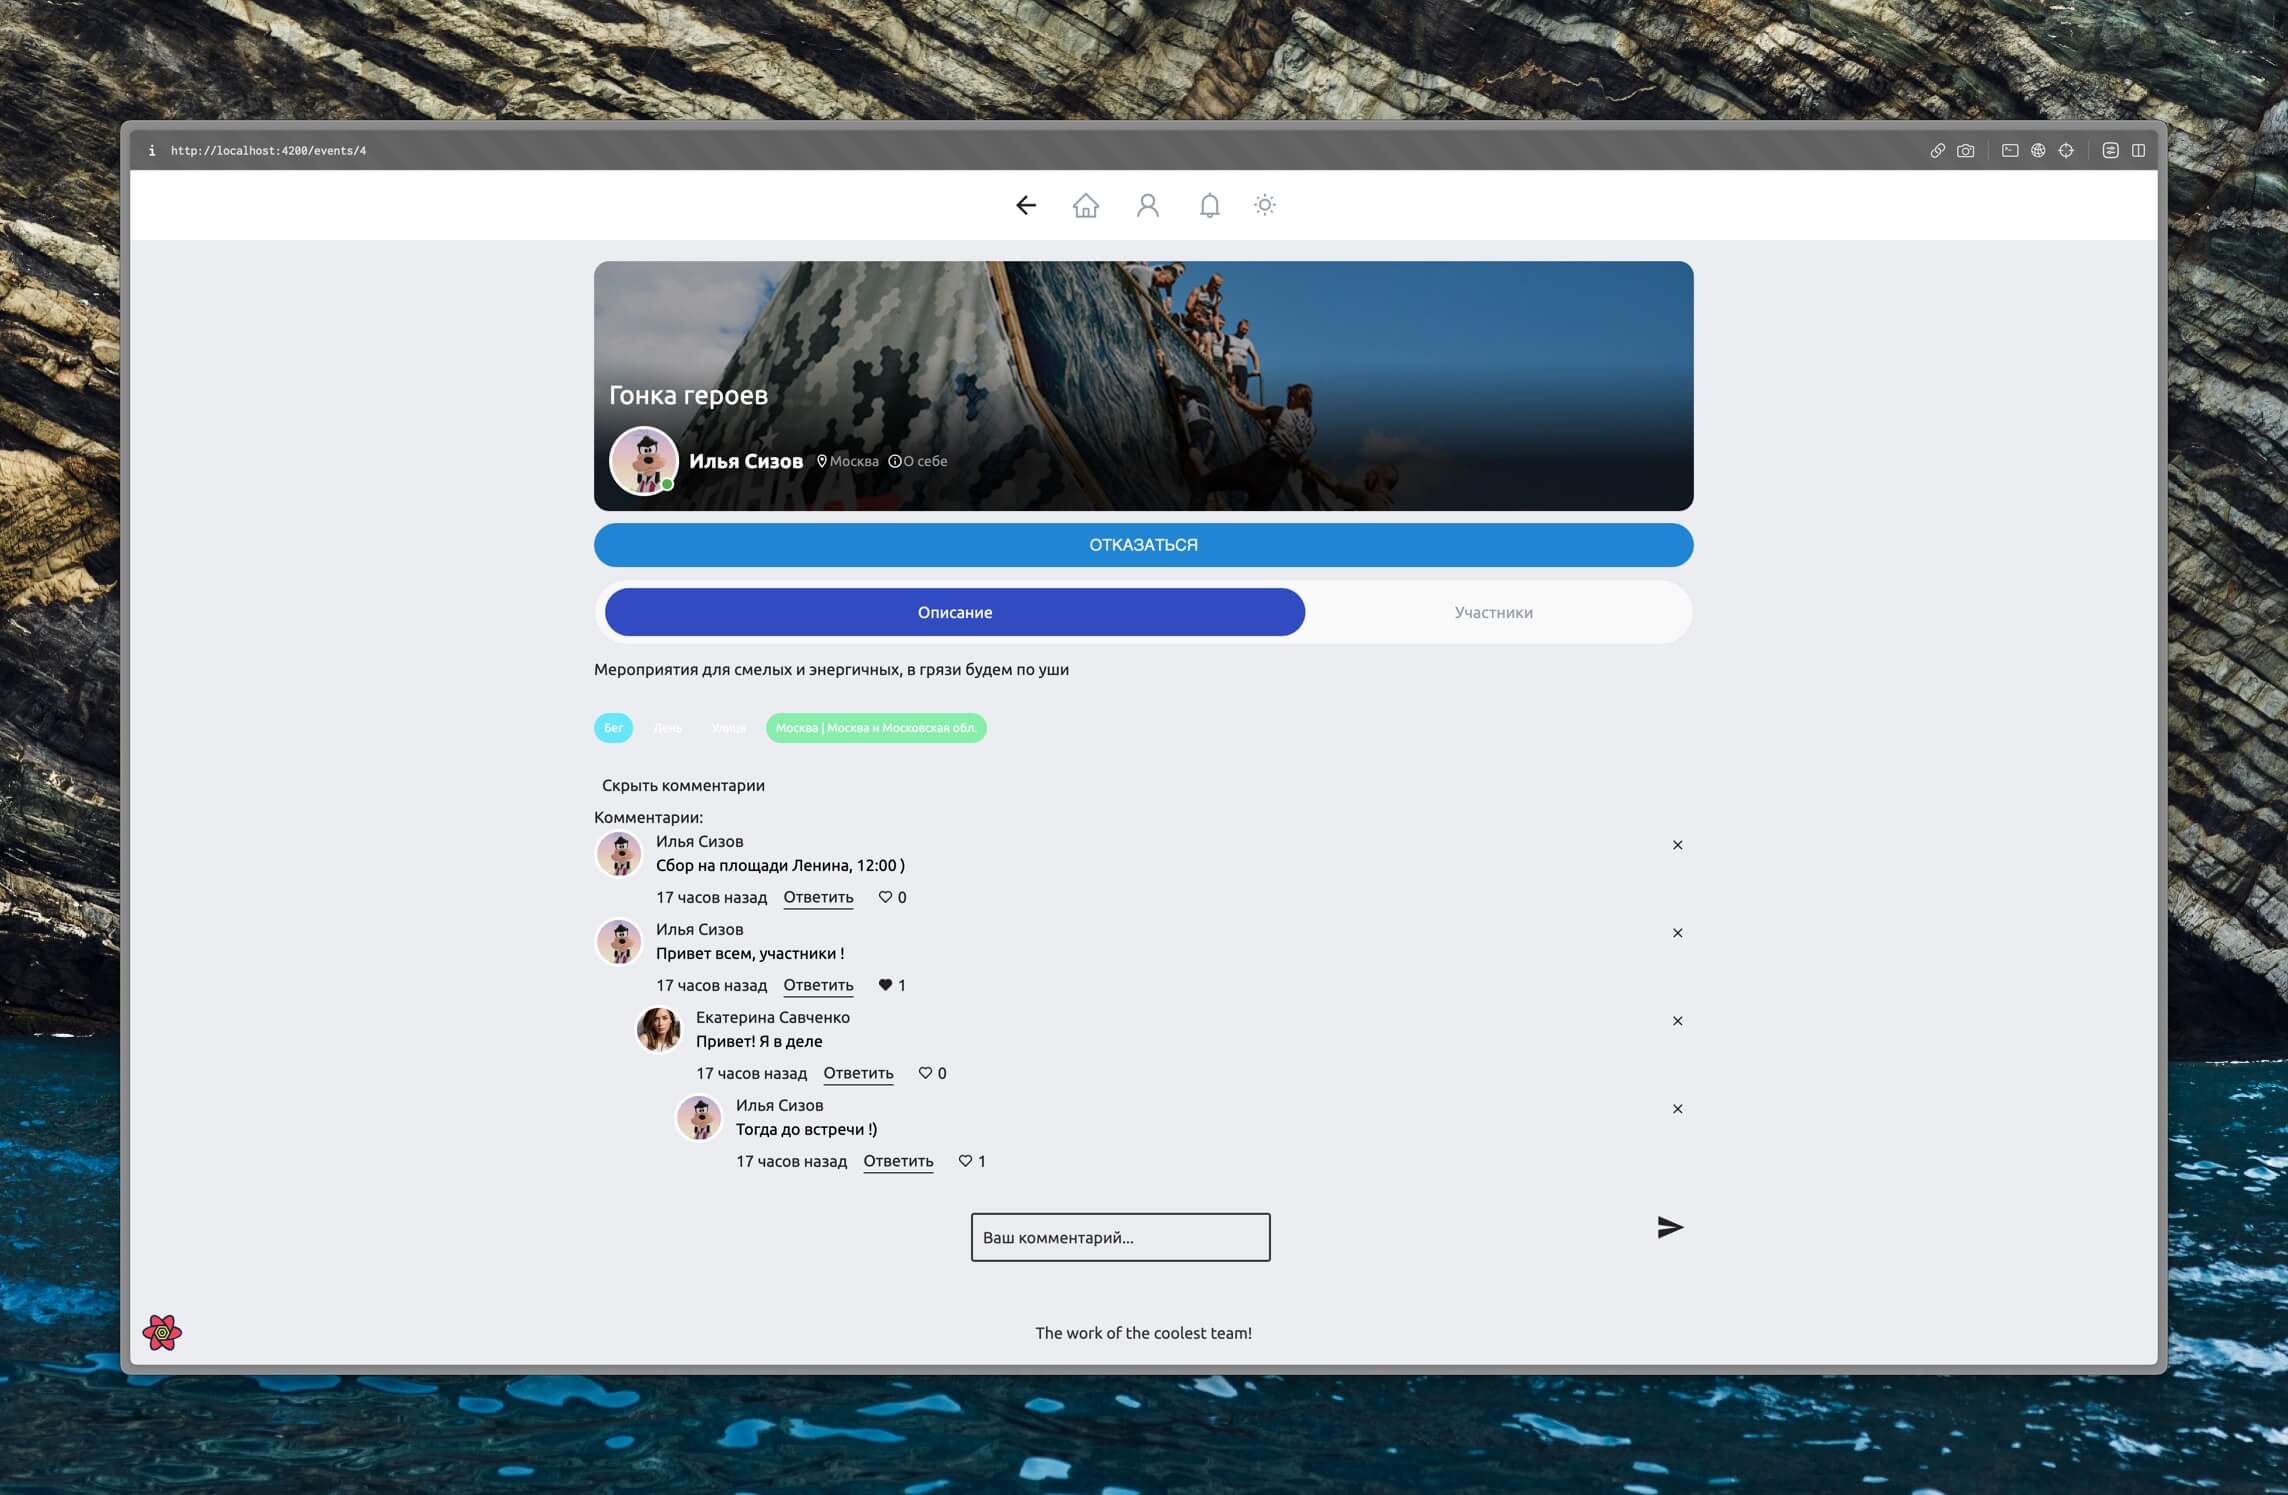 http://localhost:4200/events/4
Гонка героев
Илья Сизов Москва О себе
ОТКАЗАТЬСЯ
Описание Участники
Мероприятия для смелых и энергичных, в грязи будем по уши
Бег День Улица Москва | Москва и Московская обл.
Скрыть комментарии
Комментарии:
Илья Сизов
Сбор на площади Ленина, 12:00 )
17 часов назад Ответить 0
Илья Сизов
Привет всем, участники !
17 часов назад Ответить 1
Екатерина Савченко
Привет! Я в деле
17 часов назад Ответить 0
Илья Сизов
Тогда до встречи !)
17 часов назад Ответить 1
Ваш комментарий...
The work of the coolest team!